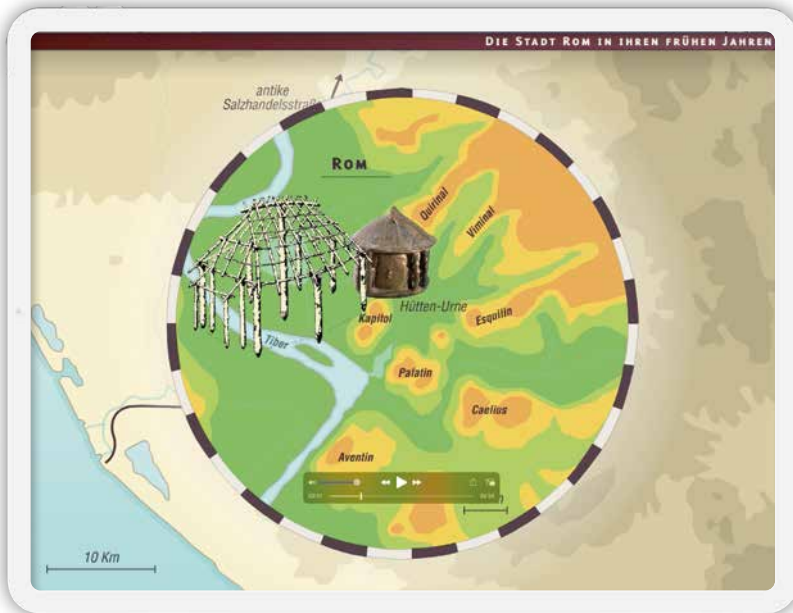 DIE STADT ROM IN IHREN FRÜHEN JAHREN
antike
Salzhandelsstraße
ROM
Quirinal
Viminal
Hütten-Urne
Kapitol
Esquilin
Tiber
Palatin
Caelius
Aventin
10 Km